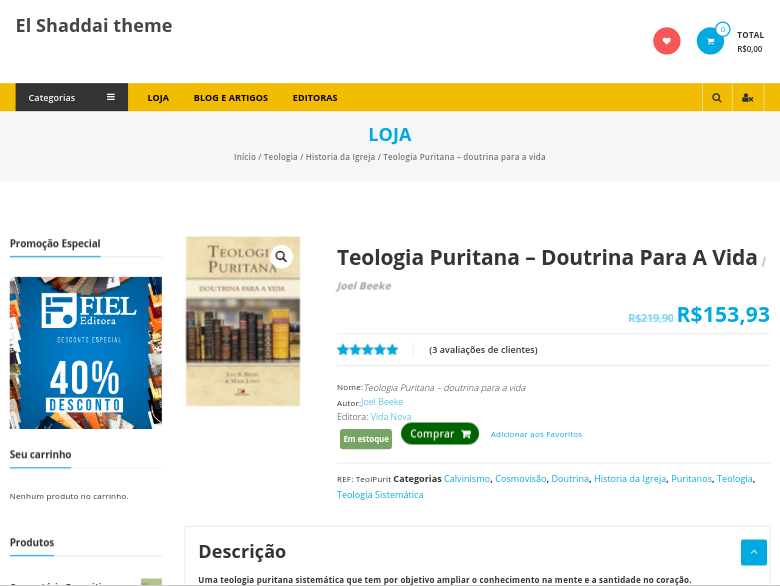 El Shaddai theme
0
TOTAL
R$0,00
Categorias
LOJA
BLOG E ARTIGOS
EDITORAS
LOJA
Início / Teologia / Historia da Igreja / Teologia Puritana – doutrina para a vida
Promoção Especial
FIEL
Editora
DESCONTO ESPECIAL
40%
DESCONTO
Seu carrinho
Nenhum produto no carrinho.
Produtos
TEOLOGIA
PURITANA
DOUTRINA PARA A VIDA
JOEL R. BEEKE
& MARK JONES
Teologia Puritana – Doutrina Para A Vida /
Joel Beeke
R$219,90 R$153,93
(3 avaliações de clientes)
Nome: Teologia Puritana – doutrina para a vida
Autor: Joel Beeke
Editora: Vida Nova
Em estoque
Comprar
Adicionar aos Favoritos
REF: TeolPurit Categorias Calvinismo, Cosmovisão, Doutrina, Historia da Igreja, Puritanos, Teologia,
Teologia Sistemática
Descrição
Uma teologia puritana sistemática que tem por objetivo ampliar o conhecimento na mente e a santidade no coração.